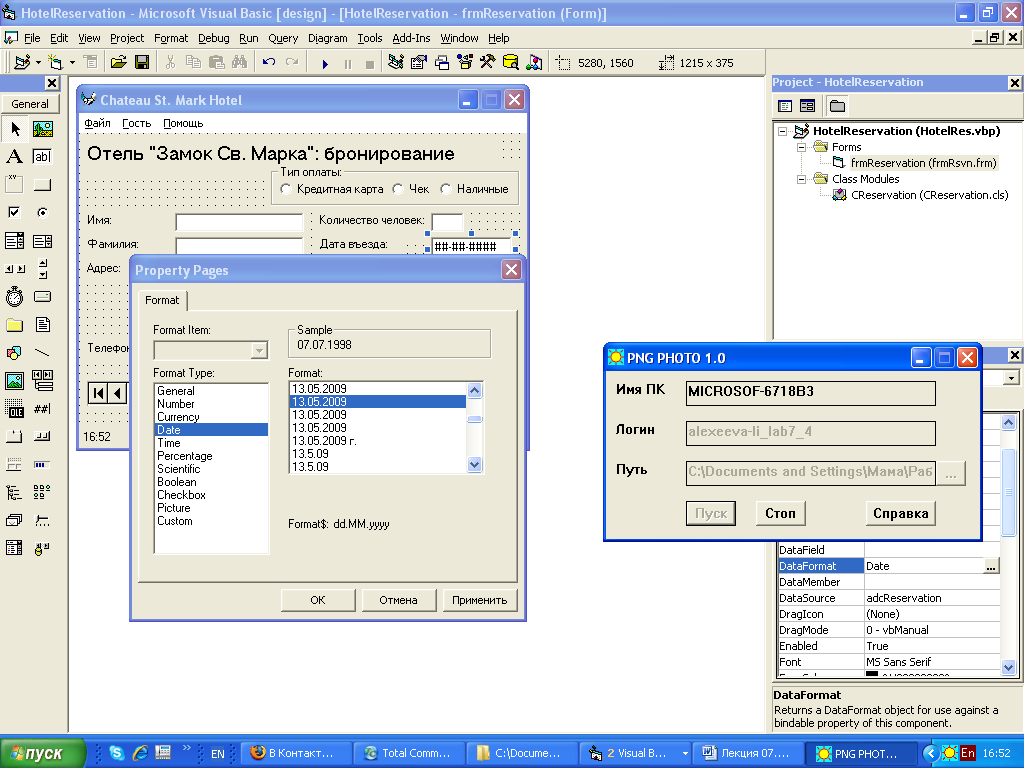 HotelReservation - Microsoft Visual Basic [design] - [HotelReservation - frmReservation (Form)]
File Edit View Project Format Debug Run Query Diagram Tools Add-Ins Window Help
5280, 1560 1215 x 375
General
A
ab|
xy
OLE
##|
Chateau St. Mark Hotel
Файл Гость Помощь
Отель "Замок Св. Марка": бронирование
Тип оплаты:
Кредитная карта Чек Наличные
Имя: Количество человек:
Фамилия: Дата въезда: ##-##-####
Адрес:
Телефон
16:52
Property Pages
Format
Format Item: Sample
07.07.1998
Format Type: Format:
General
Number
Currency
Date
Time
Percentage
Scientific
Boolean
Checkbox
Picture
Custom
13.05.2009
13.05.2009
13.05.2009
13.05.2009
13.05.2009 г.
13.5.09
13.5.09
Format$: dd.MM.yyyy
OK Отмена Применить
Project - HotelReservation
HotelReservation (HotelRes.vbp)
Forms
frmReservation (frmRsvn.frm)
Class Modules
CReservation (CReservation.cls)
PNG PHOTO 1.0
Имя ПК MICROSOF-6718B3
Логин alexeeva-li_lab7_4
Путь C:\Documents and Settings\Мама\Раб ...
Пуск Стоп Справка
DataField
DataFormat Date ...
DataMember
DataSource adcReservation
DragIcon (None)
DragMode 0 - vbManual
Enabled True
Font MS Sans Serif
DataFormat
Returns a DataFormat object for use against a
bindable property of this component.
пуск EN В Контакт... Total Comm... C:\Docume... 2 Visual B... Лекция 07.... PNG PHOT... En 16:52